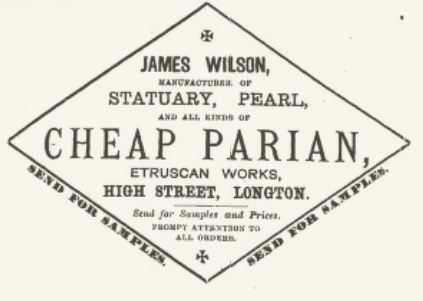 JAMES WILSON,
MANUFACTURER OF
STATUARY, PEARL,
AND ALL KINDS OF
CHEAP PARIAN,
ETRUSCAN WORKS,
HIGH STREET, LONGTON.
Send for Samples and Prices.
PROMPT ATTENTION TO
ALL ORDERS.
SEND FOR SAMPLES.
SEND FOR SAMPLES.